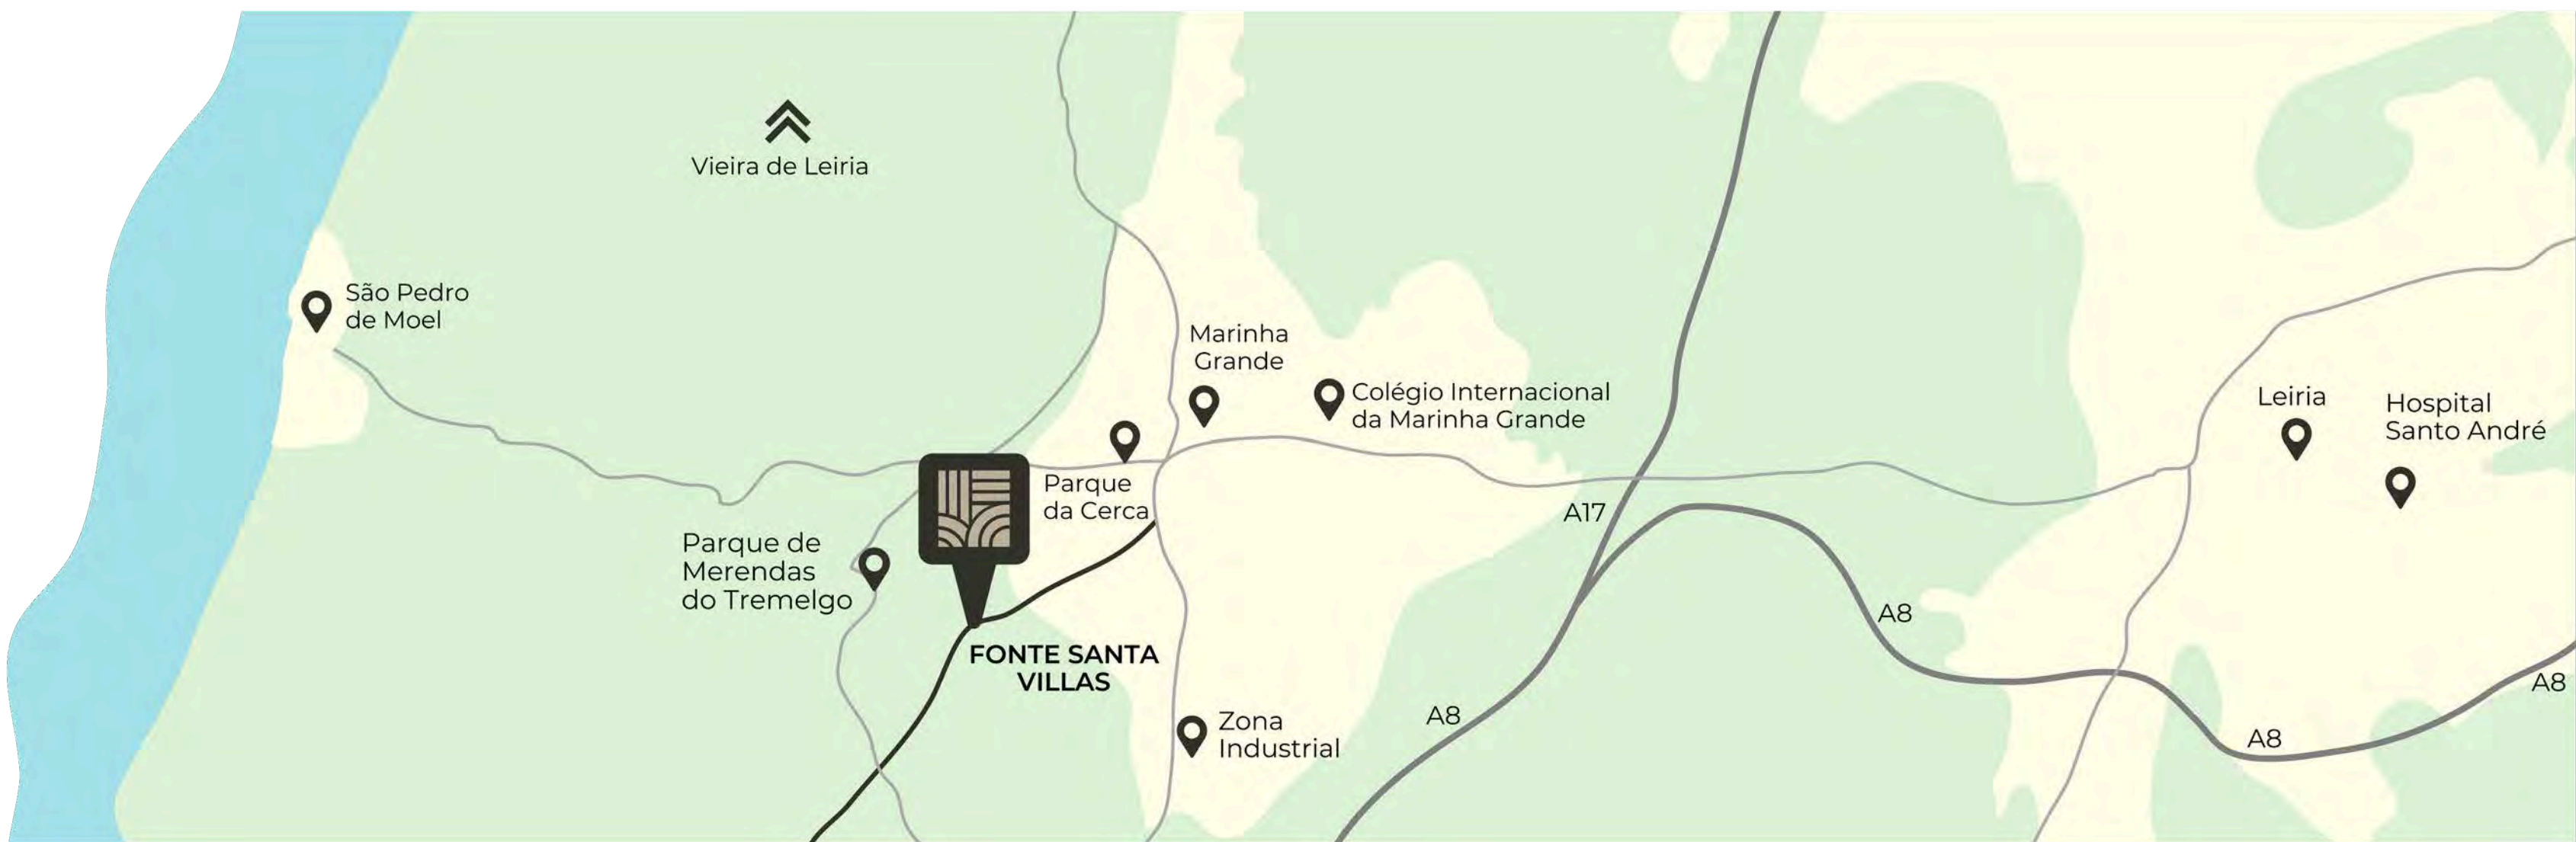 Vieira de Leiria
São Pedro
de Moel
Marinha
Grande
Colégio Internacional
da Marinha Grande
Leiria
Hospital
Santo André
Parque
da Cerca
A17
Parque de
Merendas
do Tremelgo
A8
FONTE SANTA
VILLAS
A8
A8
A8
Zona
Industrial